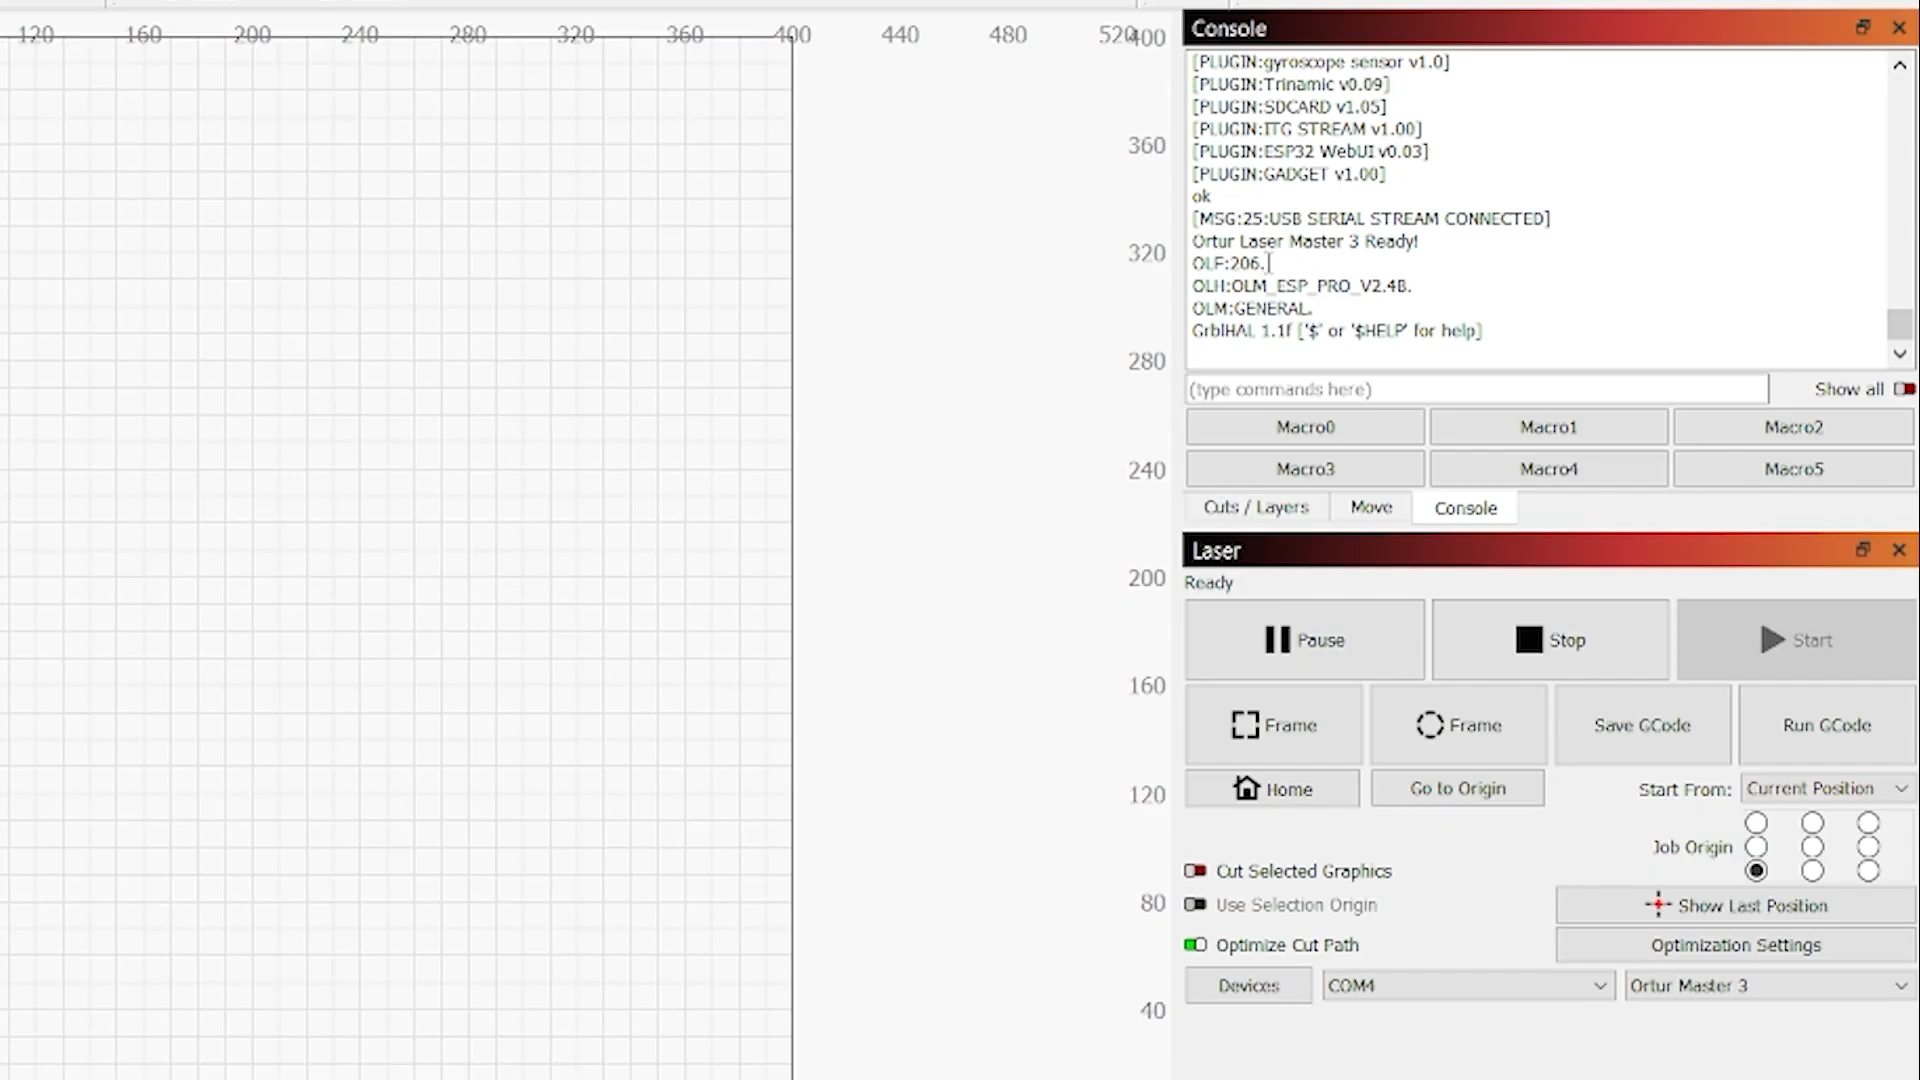 120 160 200 240 280 320 360 400 440 480 520
400
360
320
280
240
200
160
120
80
40
Console
[PLUGIN:gyroscope sensor v1.0]
[PLUGIN:Trinamic v0.09]
[PLUGIN:SDCARD v1.05]
[PLUGIN:ITG STREAM v1.00]
[PLUGIN:ESP32 WebUI v0.03]
[PLUGIN:GADGET v1.00]
ok
[MSG:25:USB SERIAL STREAM CONNECTED]
Ortur Laser Master 3 Ready!
OLF:206.
OLH:OLM_ESP_PRO_V2.4B.
OLM:GENERAL.
GrblHAL 1.1f ['$' or '$HELP' for help]
(type commands here) Show all
Macro0 Macro1 Macro2
Macro3 Macro4 Macro5
Cuts / Layers Move Console
Laser
Ready
Pause Stop Start
Frame Frame Save GCode Run GCode
Home Go to Origin Start From: Current Position
Job Origin
Cut Selected Graphics
Use Selection Origin Show Last Position
Optimize Cut Path Optimization Settings
Devices COM4 Ortur Master 3